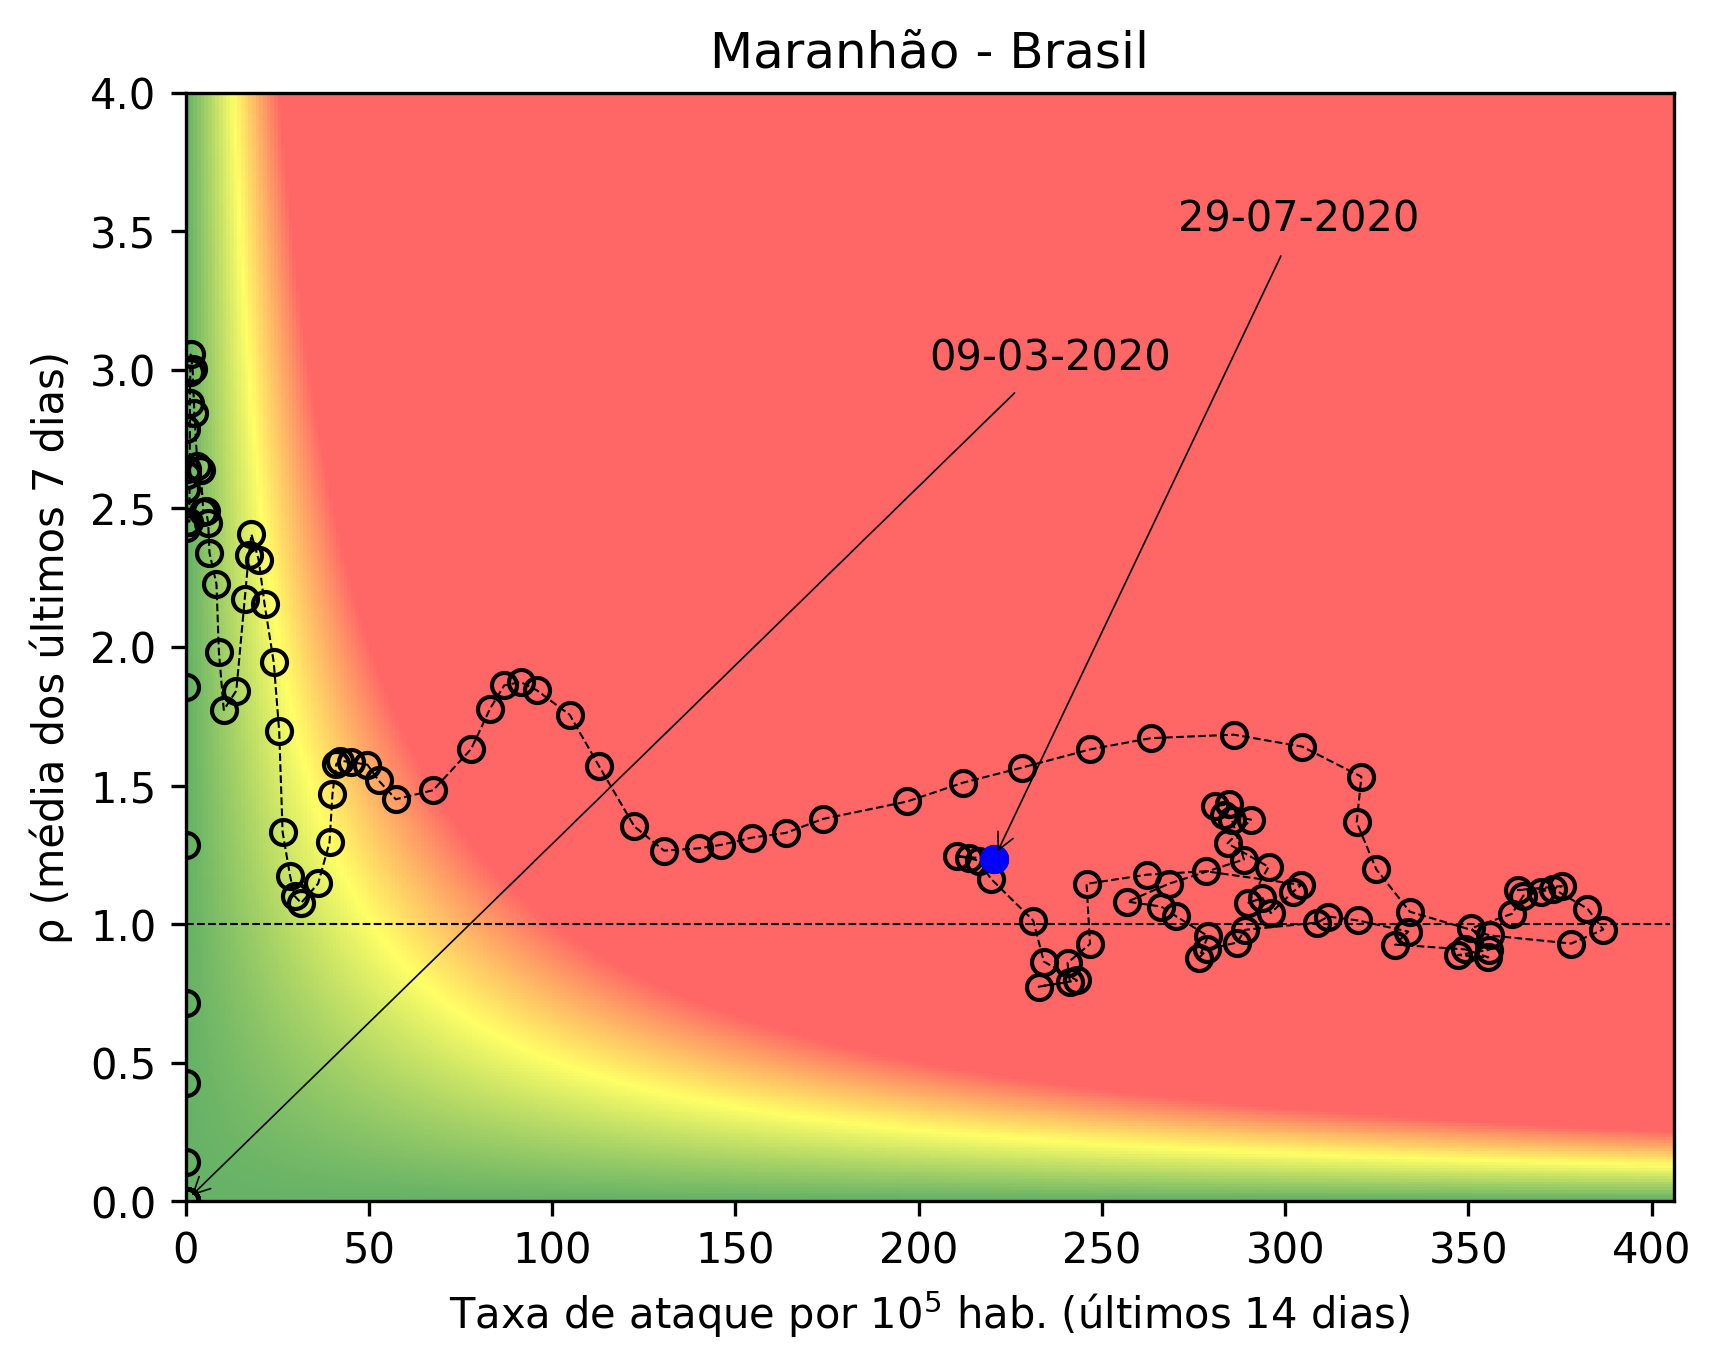 Maranhão - Brasil
4.0
3.5
3.0
2.5
2.0
1.5
1.0
0.5
0.0
ρ (média dos últimos 7 dias)
29-07-2020
09-03-2020
0 50 100 150 200 250 300 350 400
Taxa de ataque por 10⁵ hab. (últimos 14 dias)